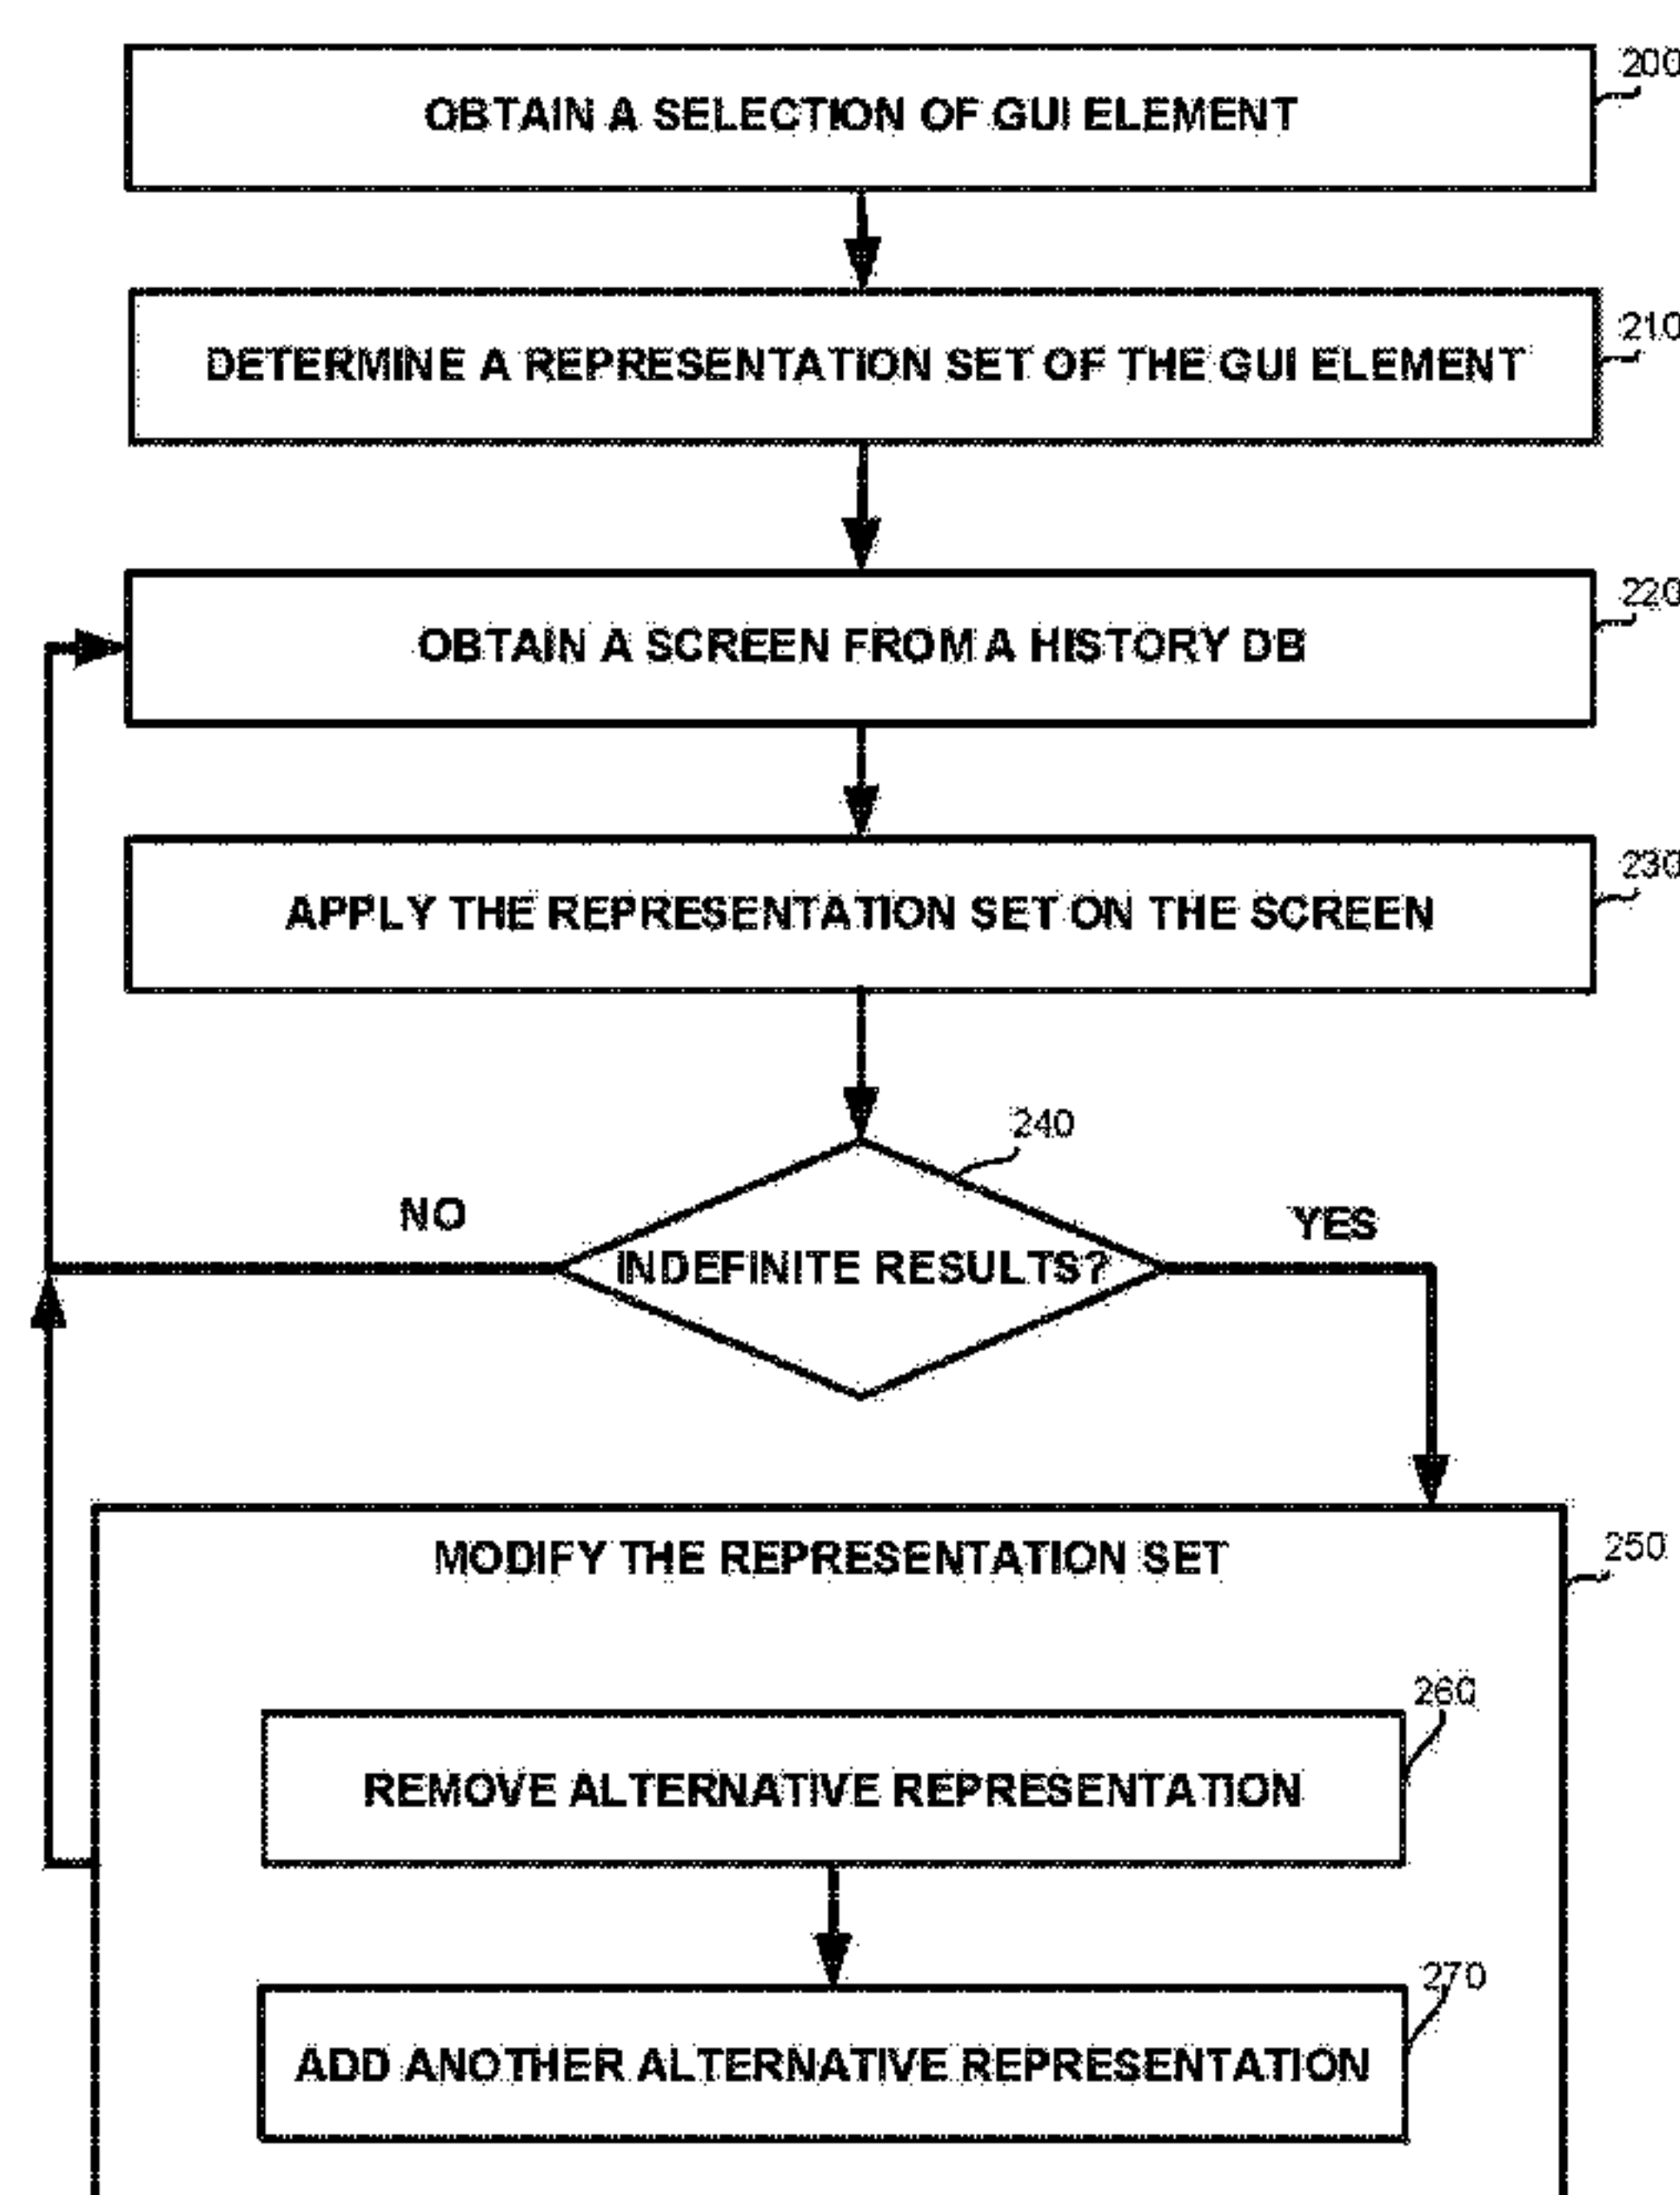 200
OBTAIN A SELECTION OF GUI ELEMENT
210
DETERMINE A REPRESENTATION SET OF THE GUI ELEMENT
220
OBTAIN A SCREEN FROM A HISTORY DB
230
APPLY THE REPRESENTATION SET ON THE SCREEN
240
NO
YES
INDEFINITE RESULTS?
MODIFY THE REPRESENTATION SET
250
260
REMOVE ALTERNATIVE REPRESENTATION
270
ADD ANOTHER ALTERNATIVE REPRESENTATION